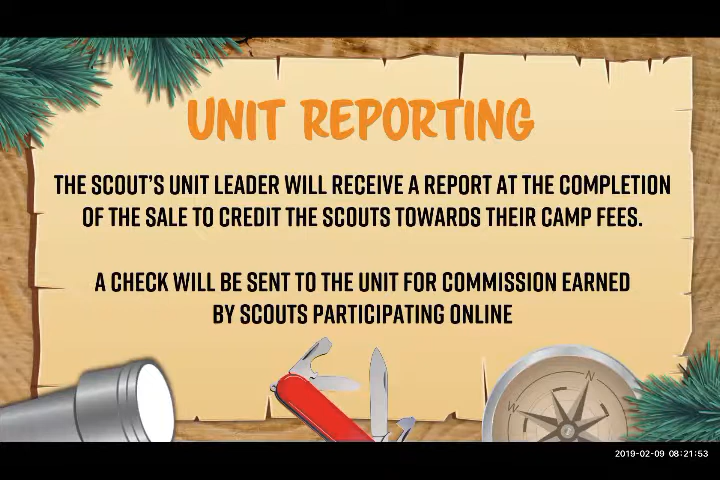 UNIT REPORTING
THE SCOUT'S UNIT LEADER WILL RECEIVE A REPORT AT THE COMPLETION
OF THE SALE TO CREDIT THE SCOUTS TOWARDS THEIR CAMP FEES.
A CHECK WILL BE SENT TO THE UNIT FOR COMMISSION EARNED
BY SCOUTS PARTICIPATING ONLINE
N
W
2019-02-09 08:21:53